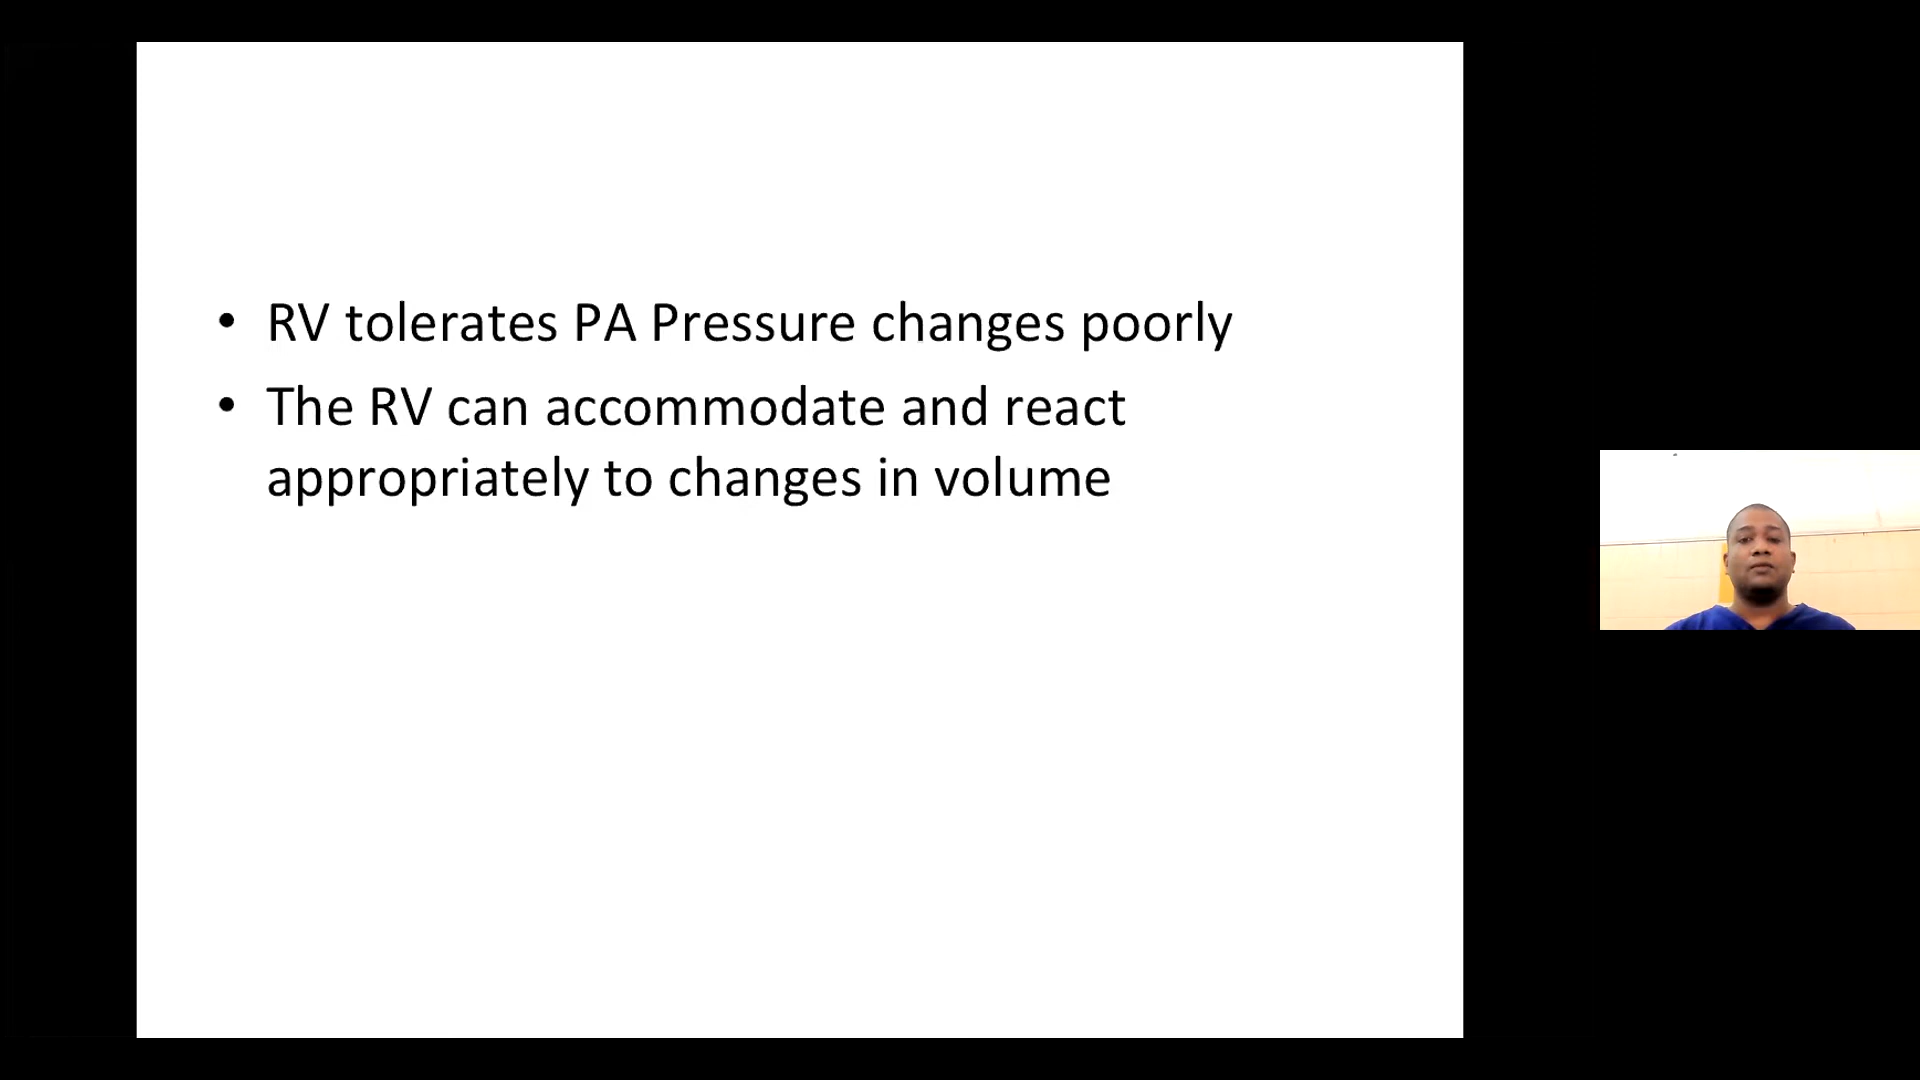 • RV tolerates PA Pressure changes poorly
• The RV can accommodate and react
appropriately to changes in volume